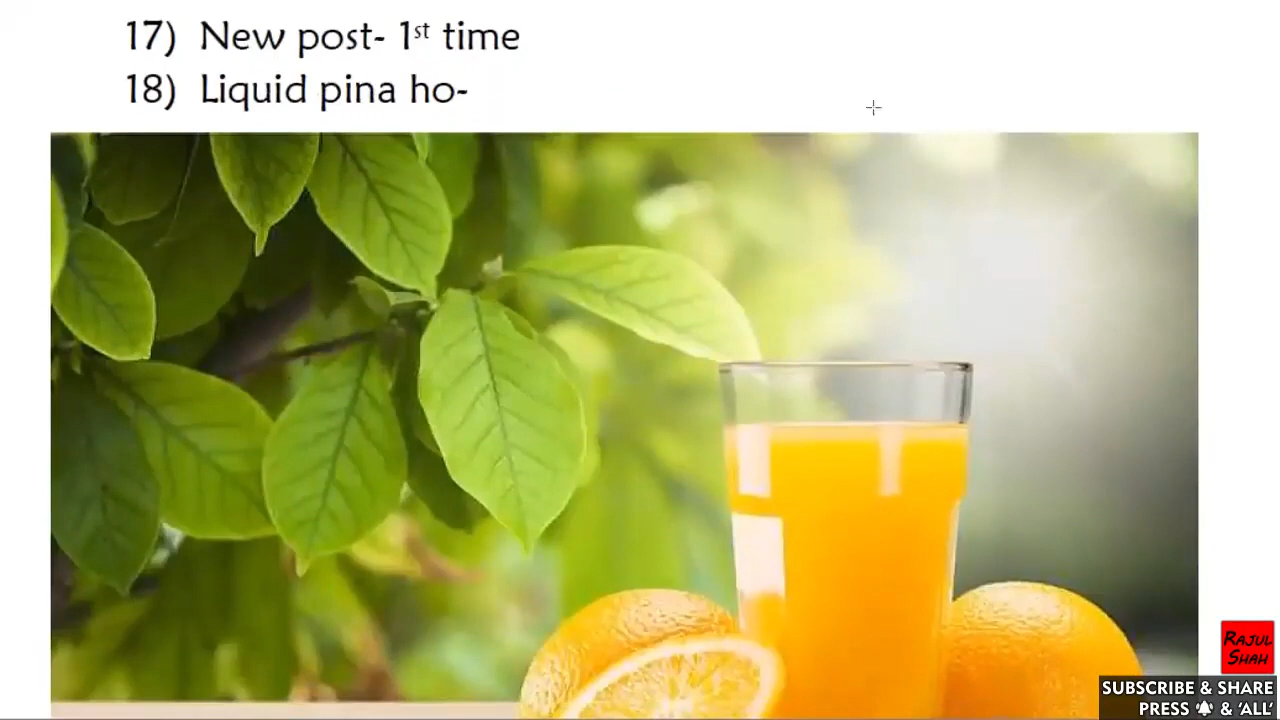 17) New post- 1st time
18) Liquid pina ho-
RAJUL
SHAH
SUBSCRIBE & SHARE
PRESS 🔔 & 'ALL'